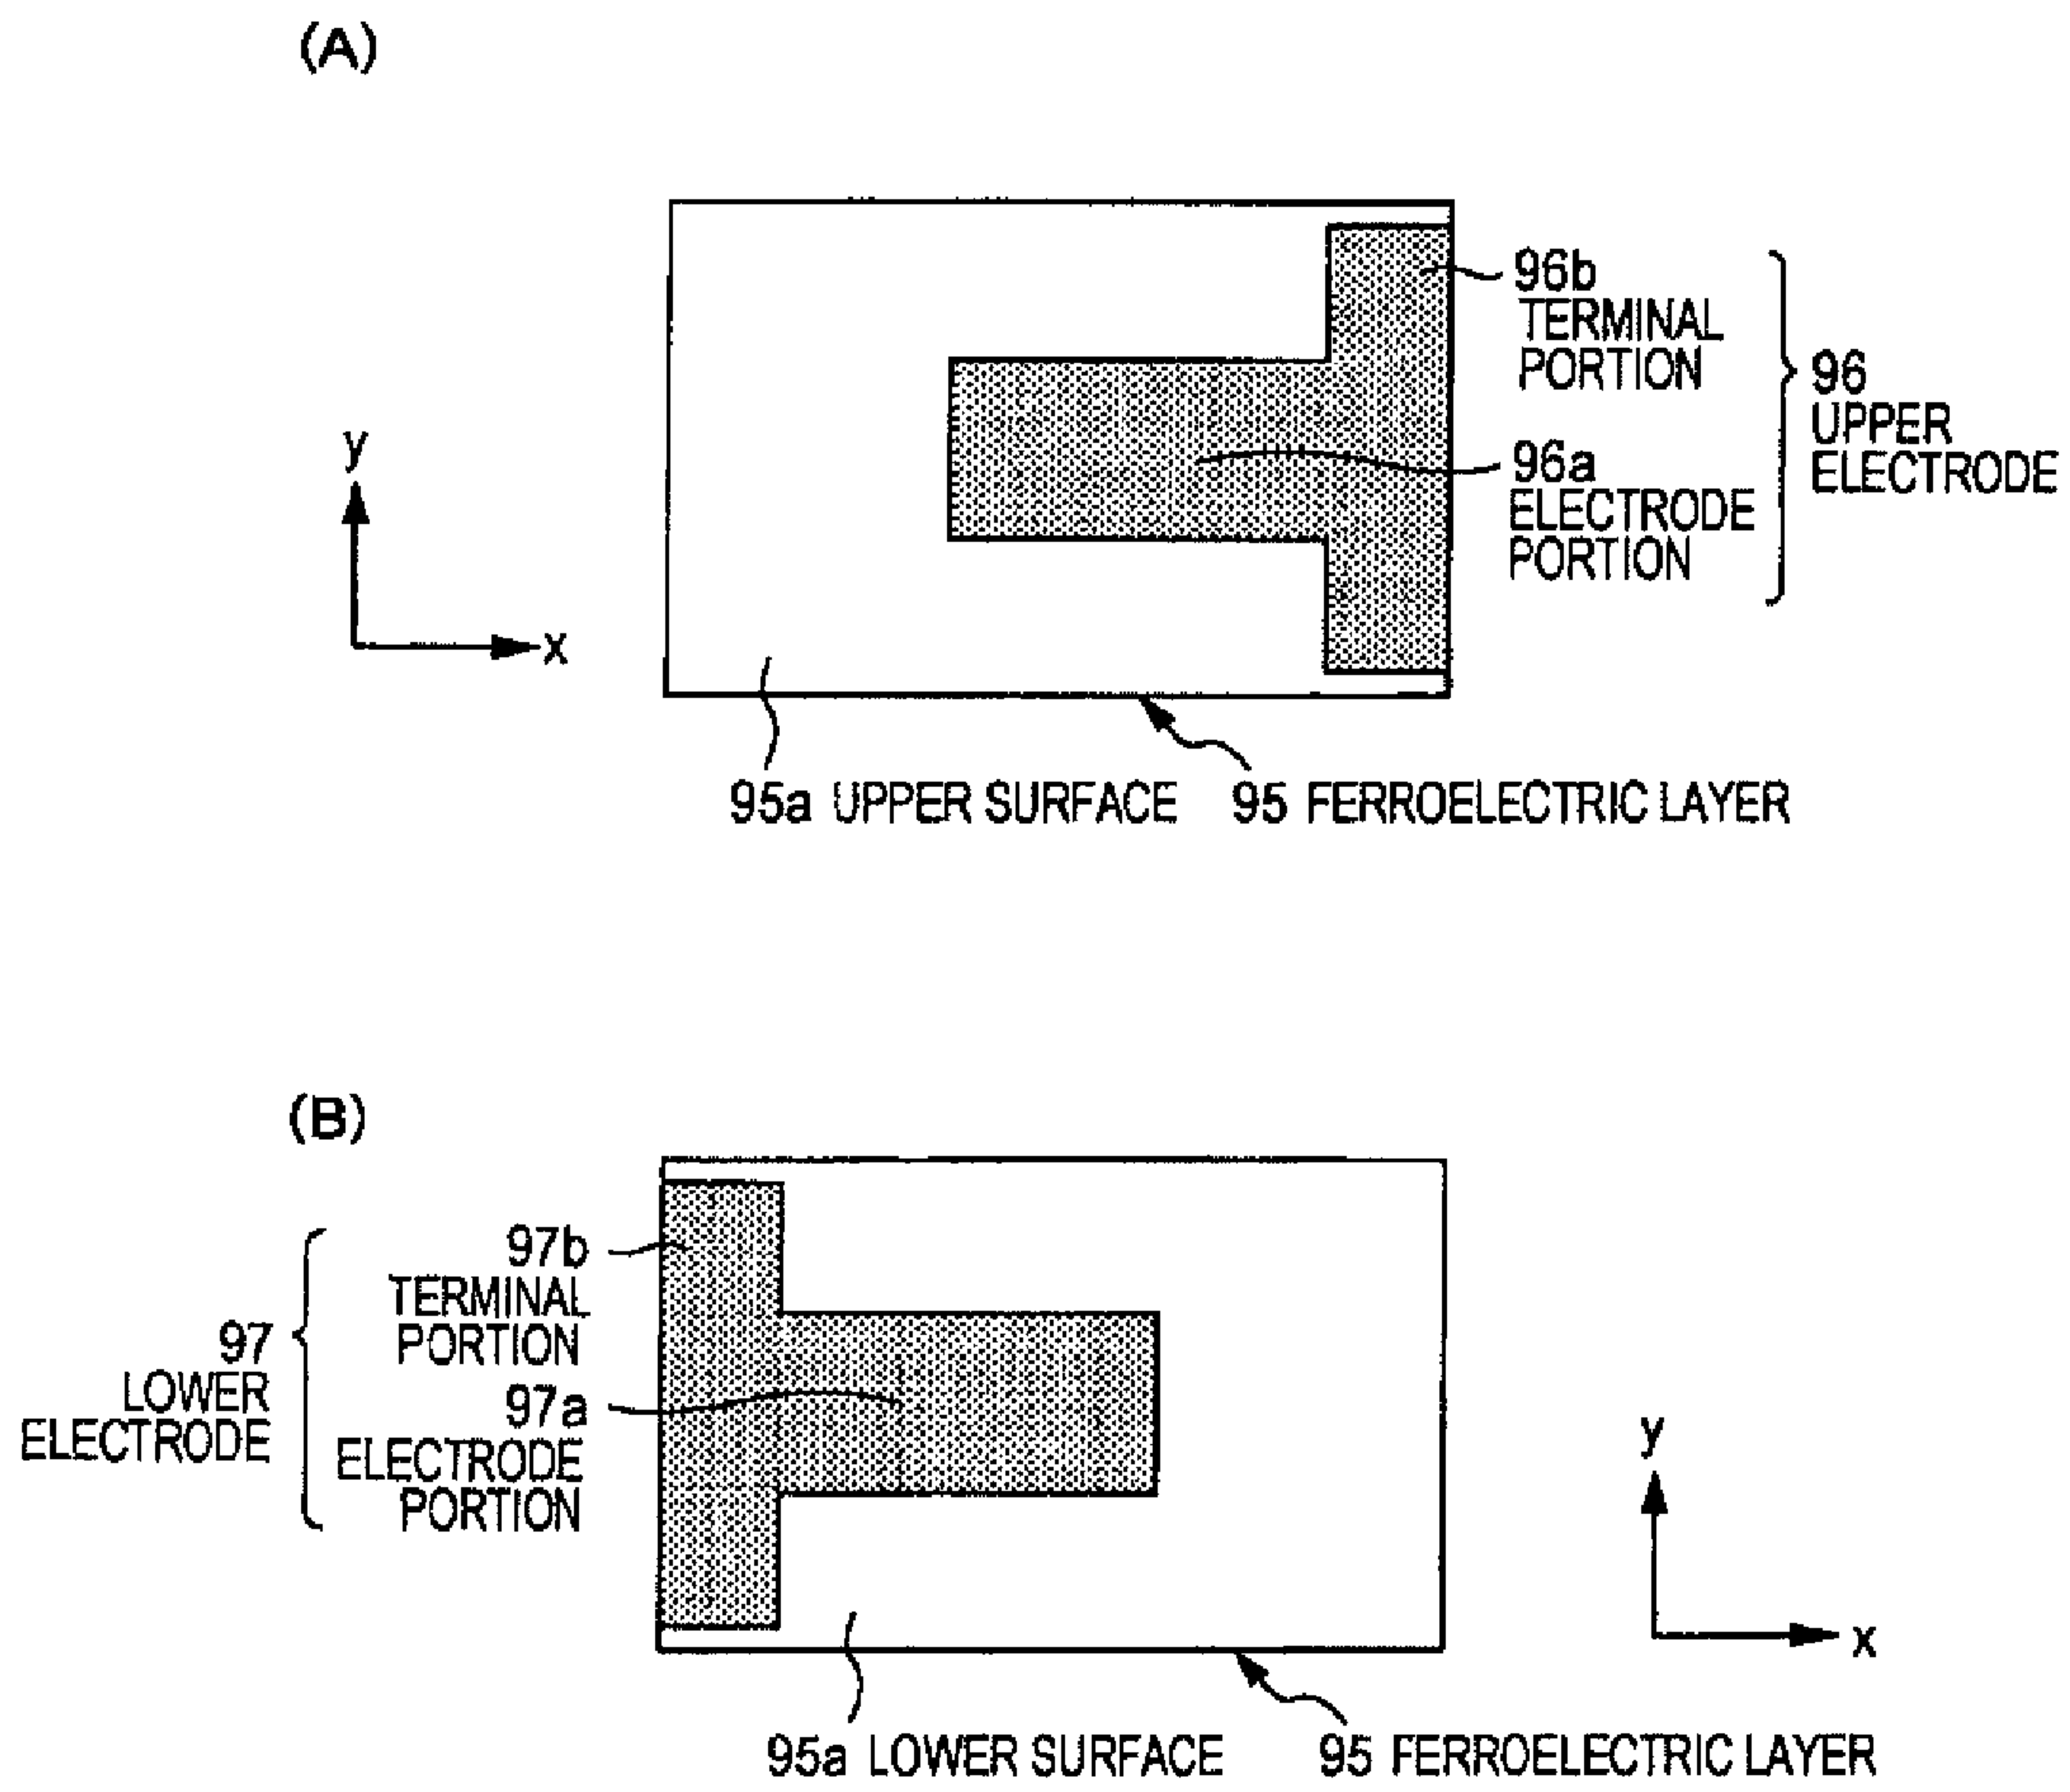 (A)
96b
TERMINAL
PORTION
96a
ELECTRODE
PORTION
96
UPPER
ELECTRODE
y
x
95a UPPER SURFACE
95 FERROELECTRIC LAYER
(B)
97b
TERMINAL
PORTION
97a
ELECTRODE
PORTION
97
LOWER
ELECTRODE
y
x
95a LOWER SURFACE
95 FERROELECTRIC LAYER